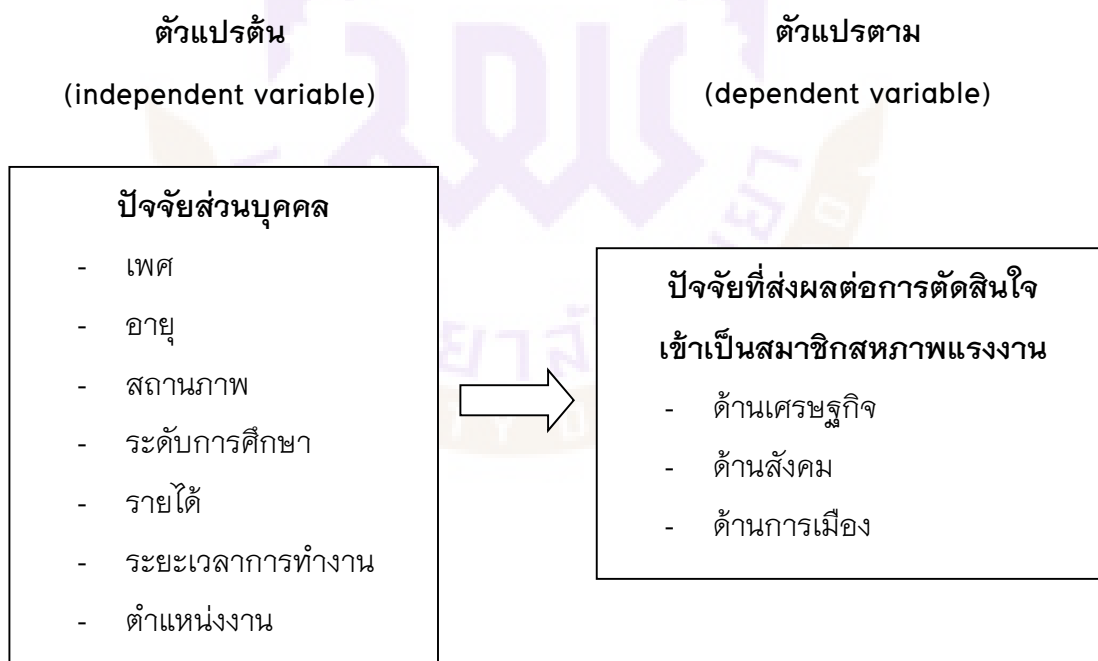 ตัวแปรต้น
(independent variable)
ตัวแปรตาม
(dependent variable)
ปัจจัยส่วนบุคคล
- เพศ
- อายุ
- สถานภาพ
- ระดับการศึกษา
- รายได้
- ระยะเวลาการทำงาน
- ตำแหน่งงาน
ปัจจัยที่ส่งผลต่อการตัดสินใจ
เข้าเป็นสมาชิกสหภาพแรงงาน
- ด้านเศรษฐกิจ
- ด้านสังคม
- ด้านการเมือง